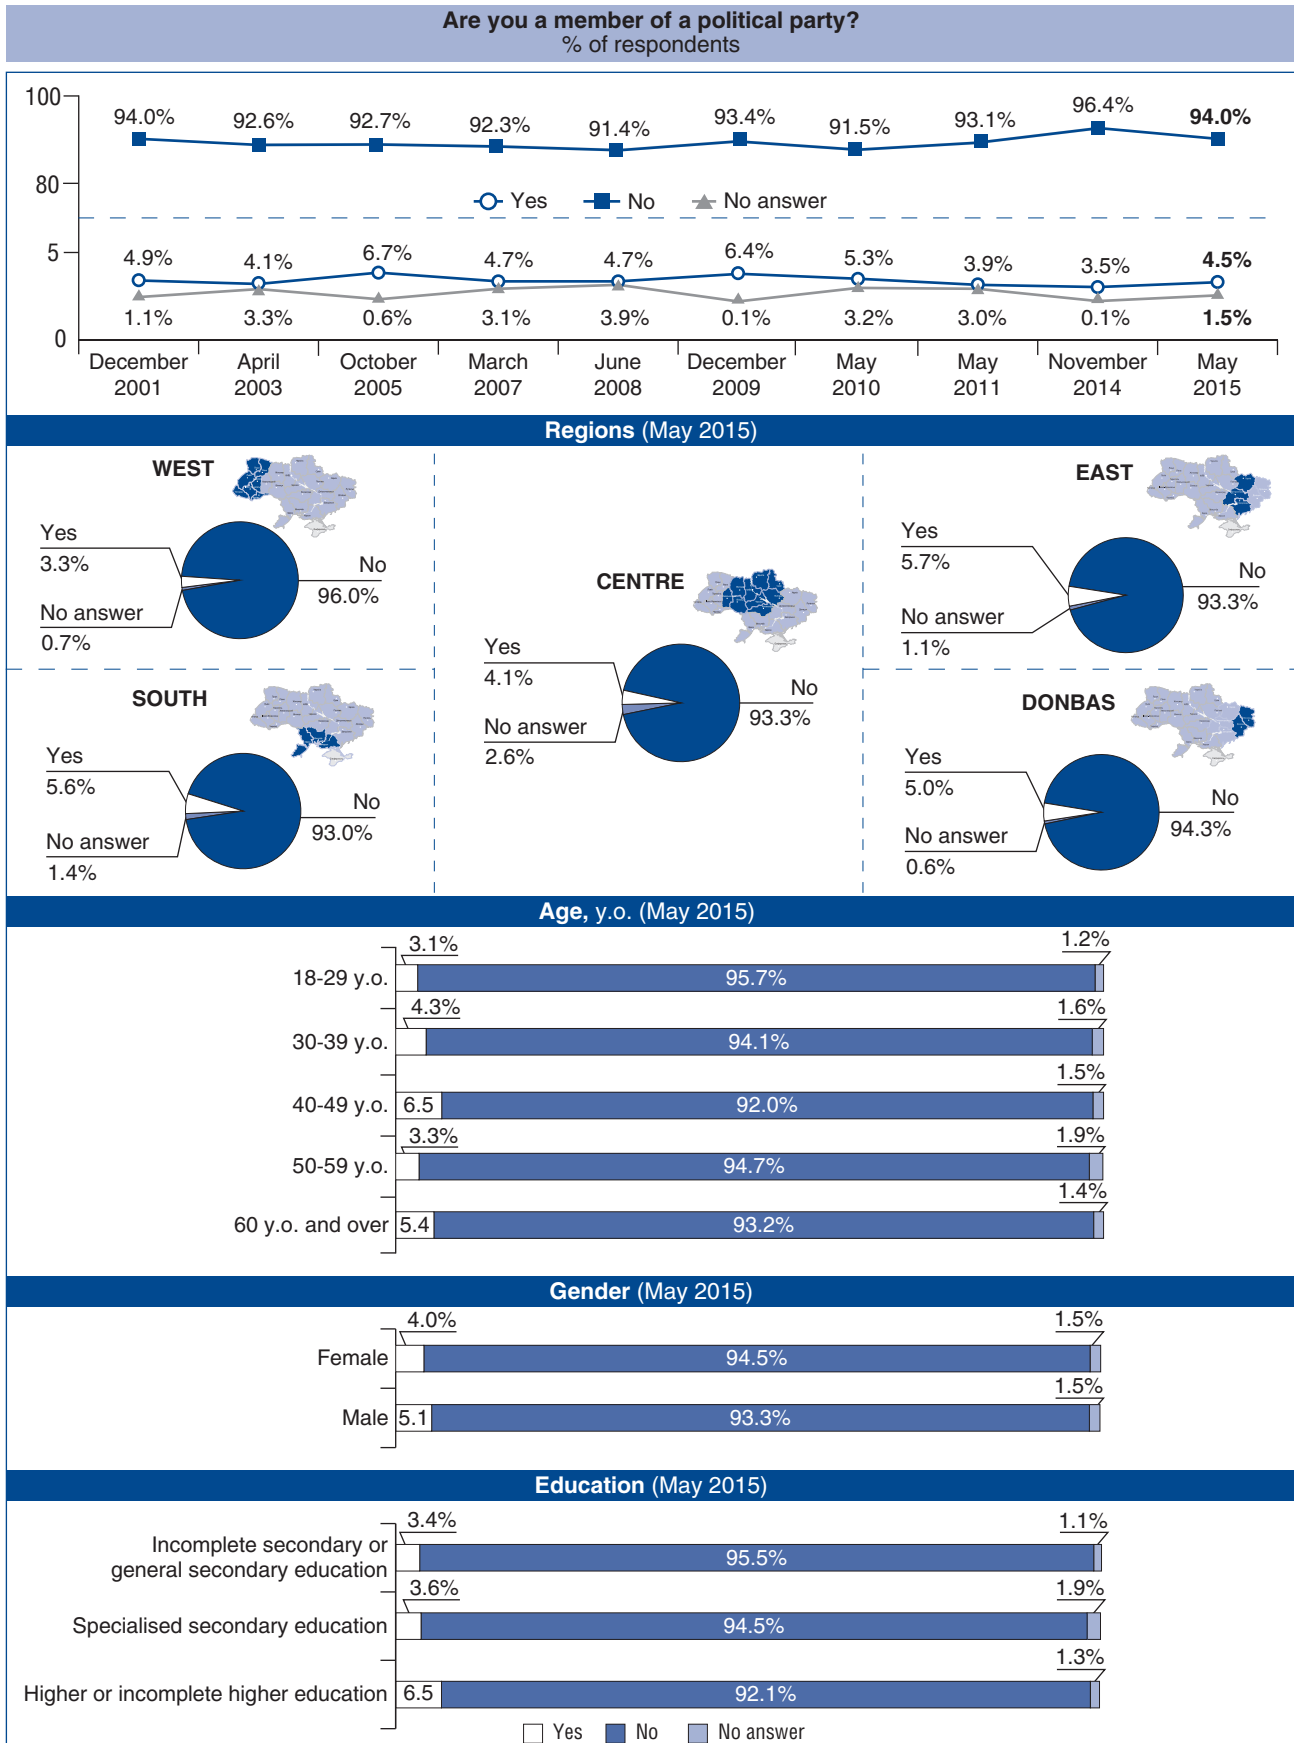 Are you a member of a political party?
% of respondents
100
94.0% 92.6% 92.7% 92.3% 91.4% 93.4% 91.5% 93.1% 96.4% 94.0%
80
Yes No No answer
5
4.9% 4.1% 6.7% 4.7% 4.7% 6.4% 5.3% 3.9% 3.5% 4.5%
1.1% 3.3% 0.6% 3.1% 3.9% 0.1% 3.2% 3.0% 0.1% 1.5%
0
December April October March June December May May November May
2001 2003 2005 2007 2008 2009 2010 2011 2014 2015
Regions (May 2015)
WEST
Yes
3.3%
No
96.0%
No answer
0.7%
SOUTH
Yes
5.6%
No
93.0%
No answer
1.4%
CENTRE
Yes
4.1%
No
93.3%
No answer
2.6%
EAST
Yes
5.7%
No
93.3%
No answer
1.1%
DONBAS
Yes
5.0%
No
94.3%
No answer
0.6%
Age, y.o. (May 2015)
3.1% 1.2%
18-29 y.o. 95.7%
4.3% 1.6%
30-39 y.o. 94.1%
1.5%
40-49 y.o. 6.5 92.0%
3.3% 1.9%
50-59 y.o. 94.7%
1.4%
60 y.o. and over 5.4 93.2%
Gender (May 2015)
4.0% 1.5%
Female 94.5%
1.5%
Male 5.1 93.3%
Education (May 2015)
3.4% 1.1%
Incomplete secondary or
general secondary education 95.5%
3.6% 1.9%
Specialised secondary education 94.5%
1.3%
Higher or incomplete higher education 6.5 92.1%
Yes No No answer